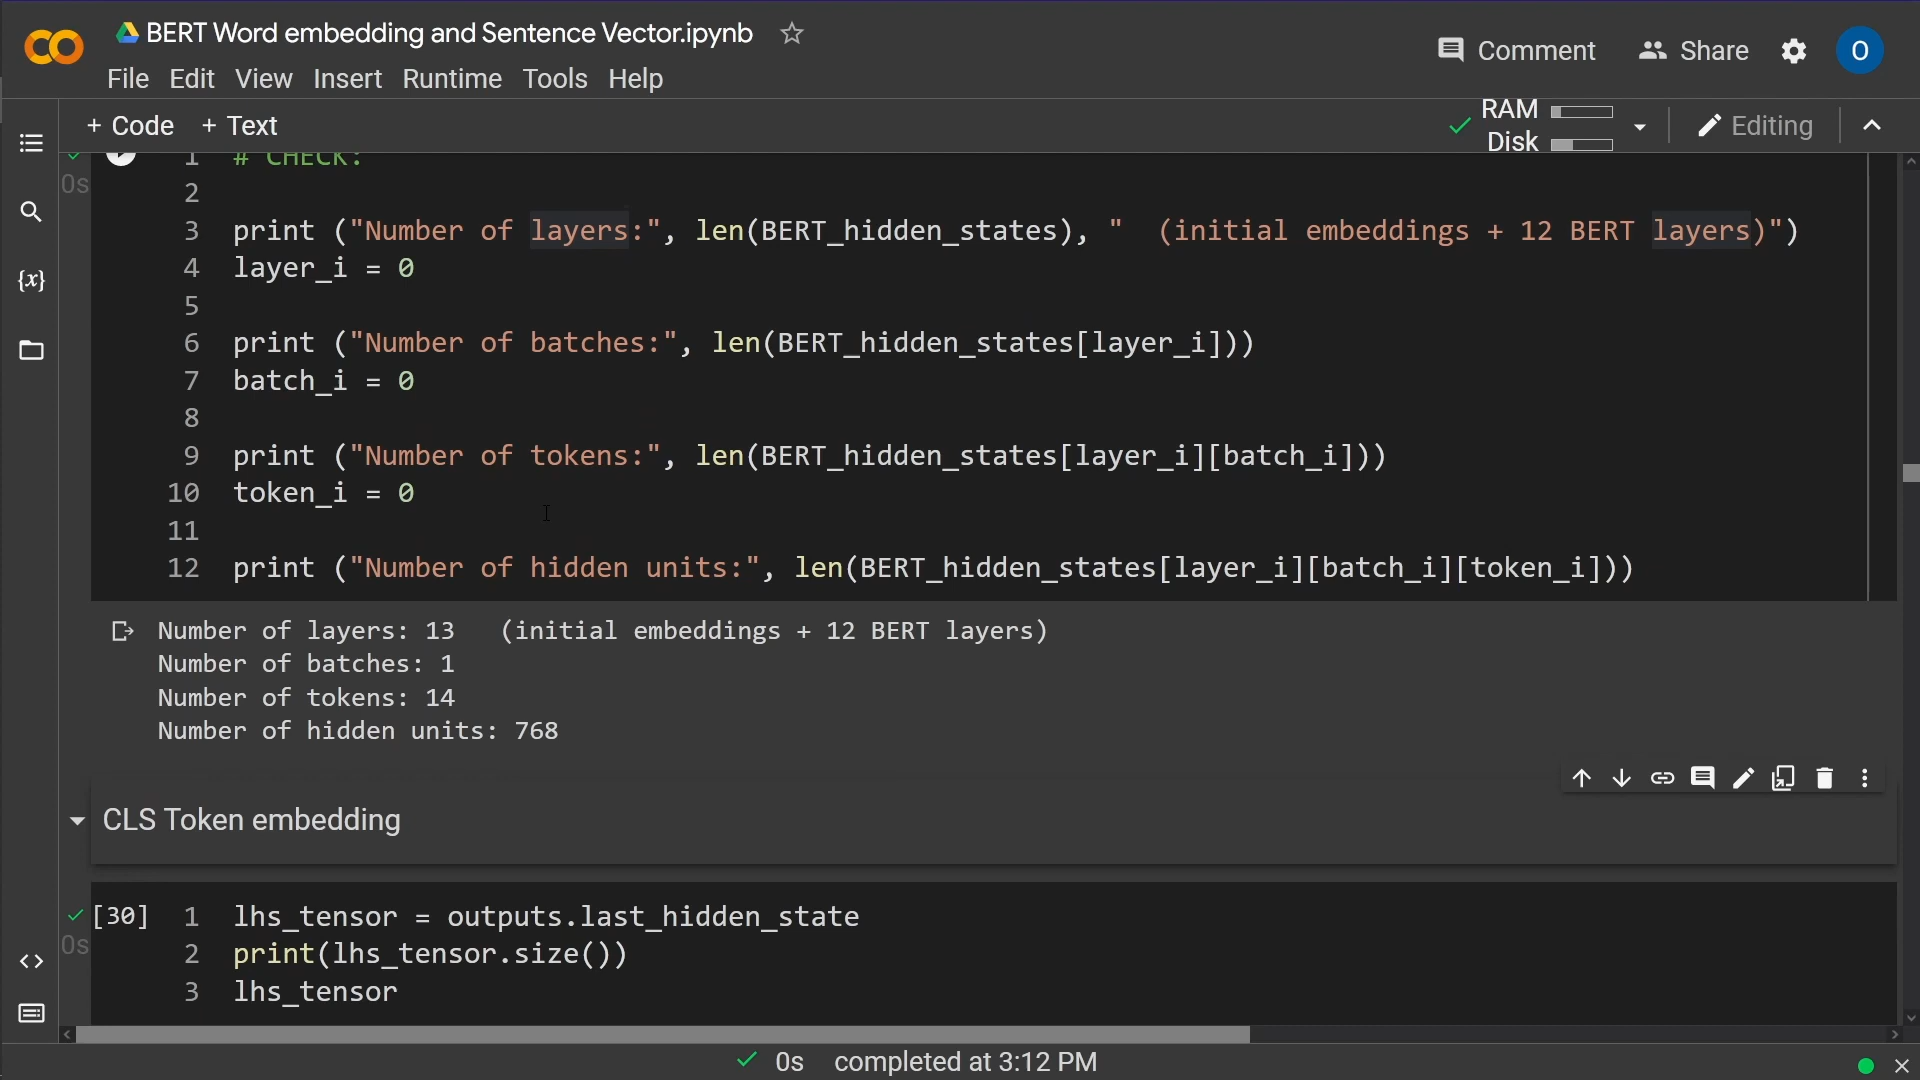 BERT Word embedding and Sentence Vector.ipynb
Comment Share O
File Edit View Insert Runtime Tools Help
+ Code + Text
RAM
Disk
Editing
0s
1 # CHECK:
2
3 print ("Number of layers:", len(BERT_hidden_states), "  (initial embeddings + 12 BERT layers)")
4 layer_i = 0
5
6 print ("Number of batches:", len(BERT_hidden_states[layer_i]))
7 batch_i = 0
8
9 print ("Number of tokens:", len(BERT_hidden_states[layer_i][batch_i]))
10 token_i = 0
11
12 print ("Number of hidden units:", len(BERT_hidden_states[layer_i][batch_i][token_i]))
Number of layers: 13   (initial embeddings + 12 BERT layers)
Number of batches: 1
Number of tokens: 14
Number of hidden units: 768
CLS Token embedding
[30] 1 lhs_tensor = outputs.last_hidden_state
0s
2 print(lhs_tensor.size())
3 lhs_tensor
0s completed at 3:12 PM